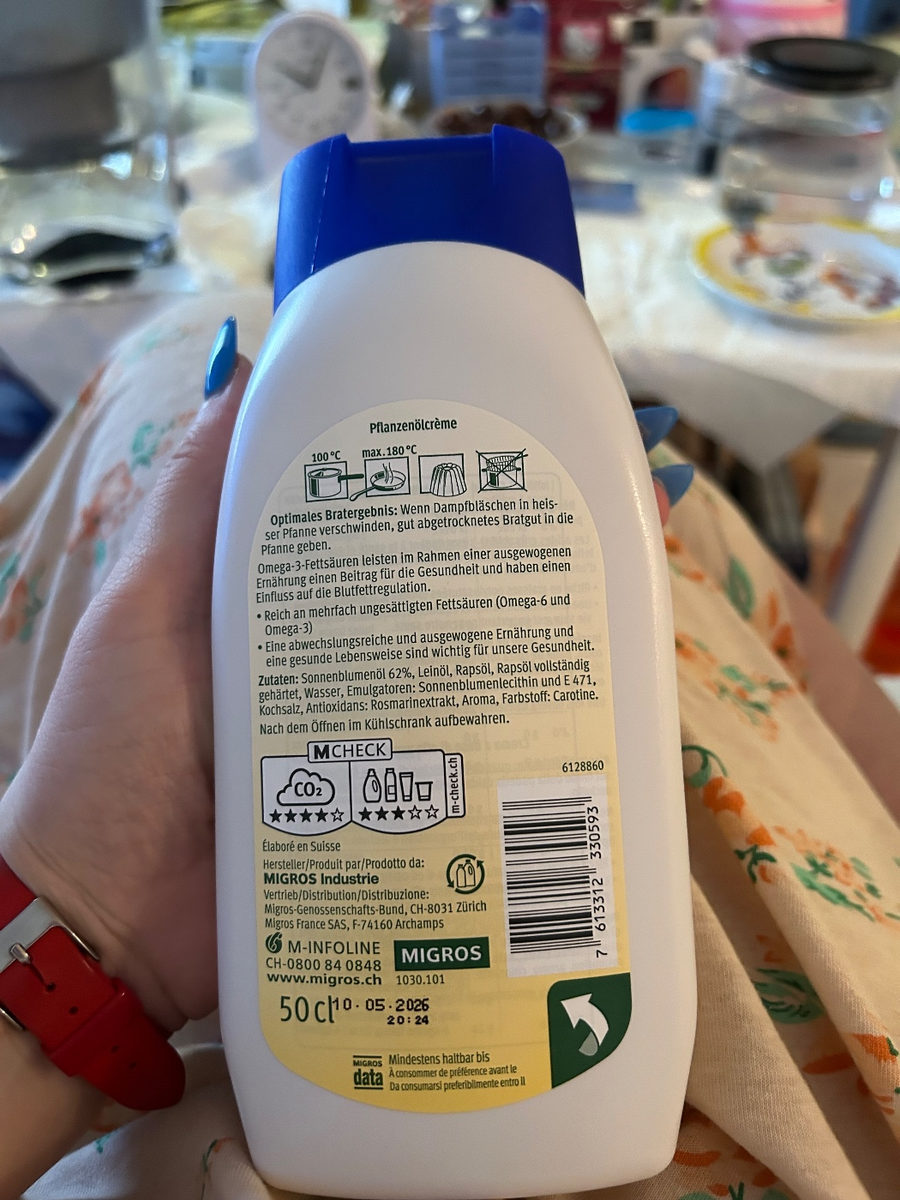 Pflanzenölcrème
100 °C max. 180 °C
Optimales Bratergebnis: Wenn Dampfbläschen in heis-
ser Pfanne verschwinden, gut abgetrocknetes Bratgut in die
Pfanne geben.
Omega-3-Fettsäuren leisten im Rahmen einer ausgewogenen
Ernährung einen Beitrag für die Gesundheit und haben einen
Einfluss auf die Blutfettregulation.
• Reich an mehrfach ungesättigten Fettsäuren (Omega-6 und
Omega-3)
• Eine abwechslungsreiche und ausgewogene Ernährung und
eine gesunde Lebensweise sind wichtig für unsere Gesundheit.
Zutaten: Sonnenblumenöl 62%, Leinöl, Rapsöl, Rapsöl vollständig
gehärtet, Wasser, Emulgatoren: Sonnenblumenlecithin und E 471,
Kochsalz, Antioxidans: Rosmarinextrakt, Aroma, Farbstoff: Carotine.
Nach dem Öffnen im Kühlschrank aufbewahren.
M CHECK
CO₂
m-check.ch
6128860
Élaboré en Suisse
Hersteller/Produit par/Prodotto da:
MIGROS Industrie
Vertrieb/Distribution/Distribuzione:
Migros-Genossenschafts-Bund, CH-8031 Zürich
Migros France SAS, F-74160 Archamps
M-INFOLINE
CH-0800 84 0848
www.migros.ch
MIGROS
1030.101
7 613312 330593
50 cl
10·05·2026
20:24
MIGROS
data
Mindestens haltbar bis
À consommer de préférence avant le
Da consumarsi preferibilmente entro il